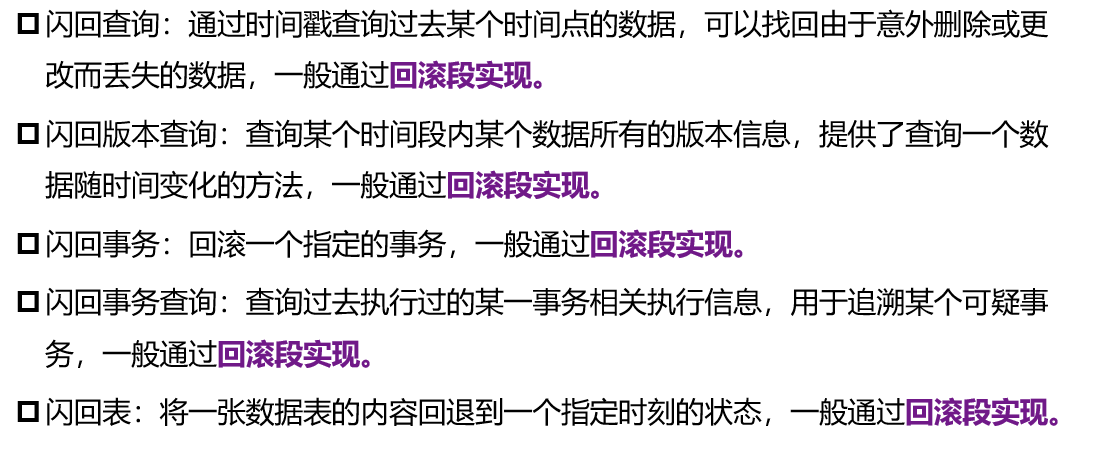 闪回查询：通过时间戳查询过去某个时间点的数据，可以找回由于意外删除或更
改而丢失的数据，一般通过回滚段实现。
闪回版本查询：查询某个时间段内某个数据所有的版本信息，提供了查询一个数
据随时间变化的方法，一般通过回滚段实现。
闪回事务：回滚一个指定的事务，一般通过回滚段实现。
闪回事务查询：查询过去执行过的某一事务相关执行信息，用于追溯某个可疑事
务，一般通过回滚段实现。
闪回表：将一张数据表的内容回退到一个指定时刻的状态，一般通过回滚段实现。